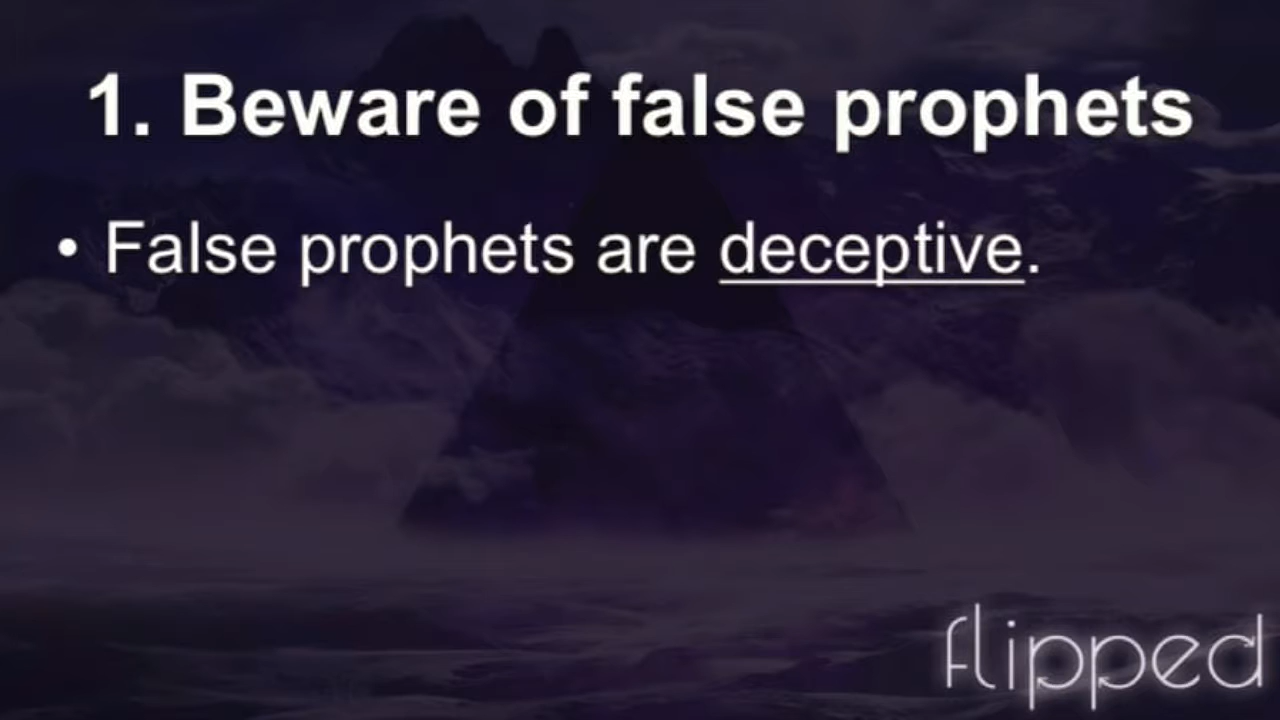 1. Beware of false prophets
• False prophets are deceptive.
flipped